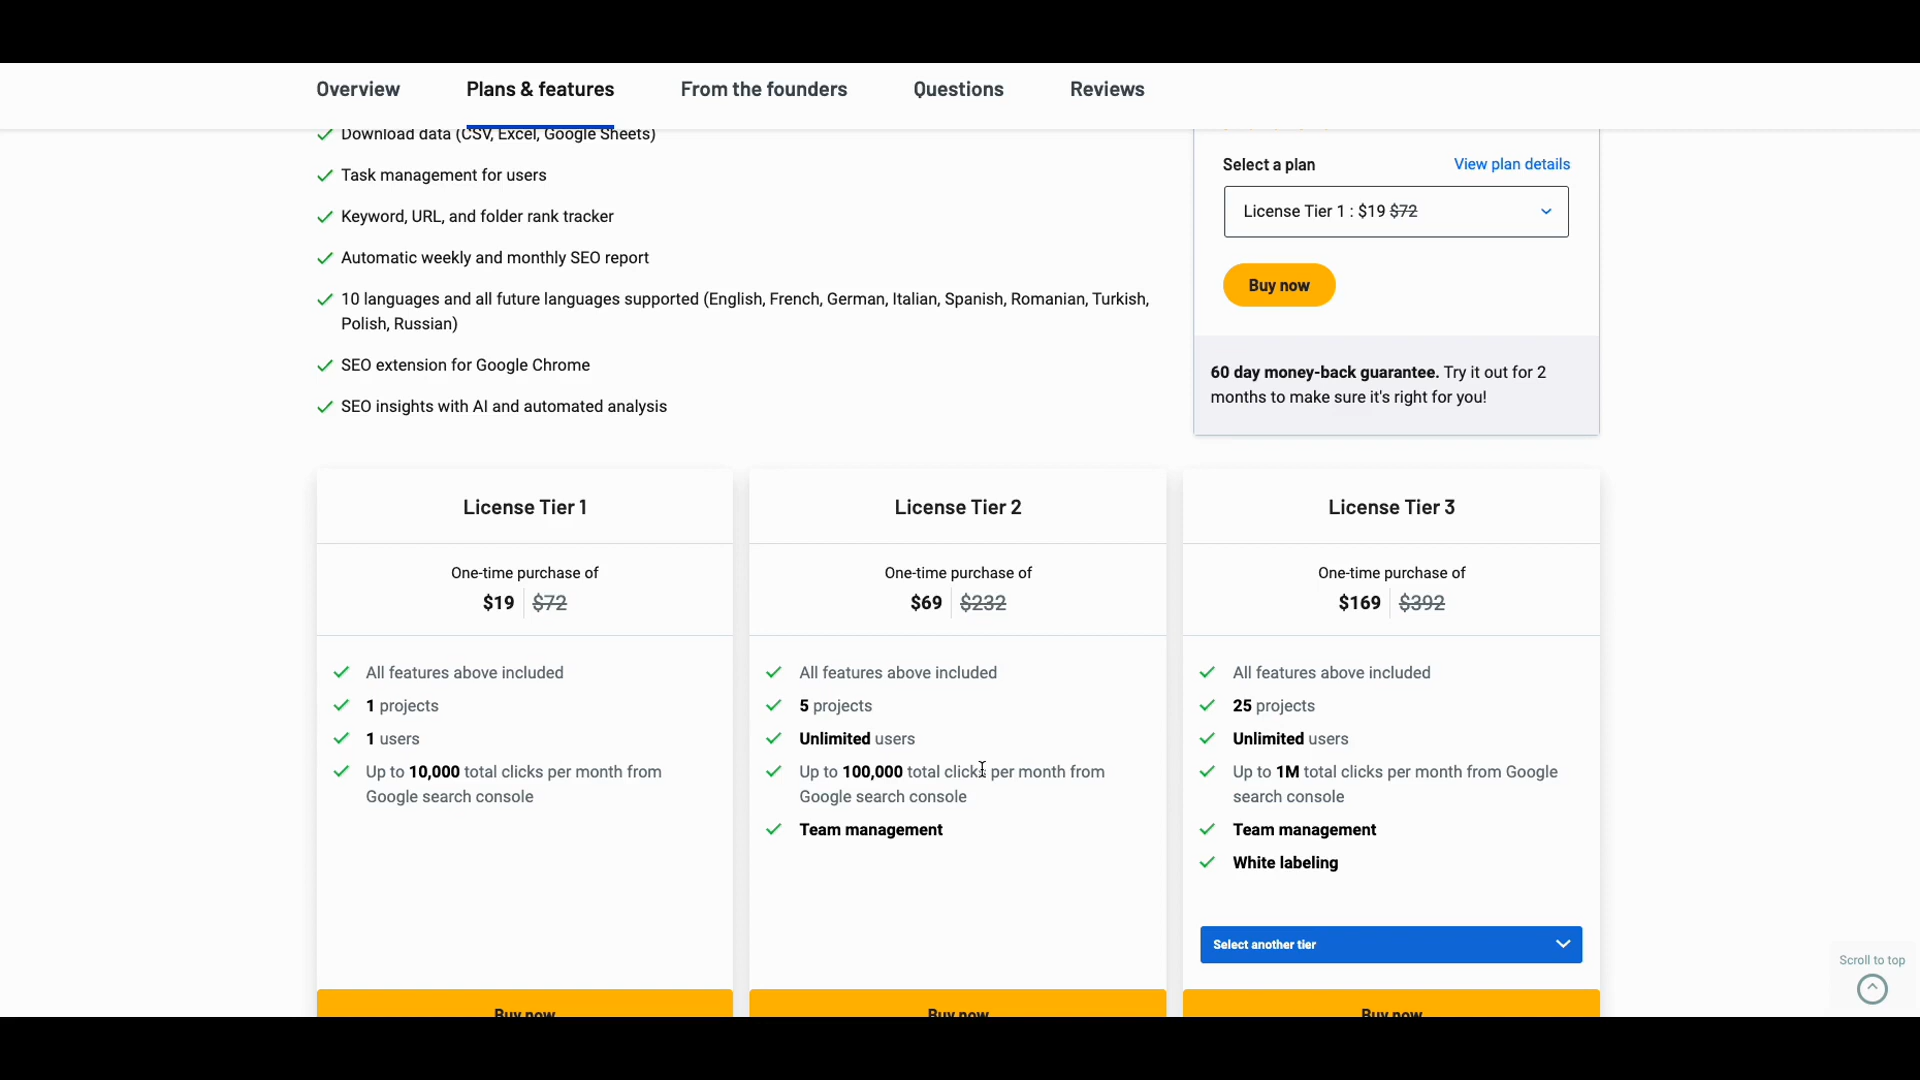 Overview
Plans & features
From the founders
Questions
Reviews
Download data (CSV, Excel, Google Sheets)
Task management for users
Keyword, URL, and folder rank tracker
Automatic weekly and monthly SEO report
10 languages and all future languages supported (English, French, German, Italian, Spanish, Romanian, Turkish,
Polish, Russian)
SEO extension for Google Chrome
SEO insights with AI and automated analysis
Select a plan
View plan details
License Tier 1 : $19 $72
Buy now
60 day money-back guarantee. Try it out for 2
months to make sure it's right for you!
License Tier 1
One-time purchase of
$19 $72
All features above included
1 projects
1 users
Up to 10,000 total clicks per month from
Google search console
Buy now
License Tier 2
One-time purchase of
$69 $232
All features above included
5 projects
Unlimited users
Up to 100,000 total clicks per month from
Google search console
Team management
Buy now
License Tier 3
One-time purchase of
$169 $392
All features above included
25 projects
Unlimited users
Up to 1M total clicks per month from Google
search console
Team management
White labeling
Select another tier
Buy now
Scroll to top